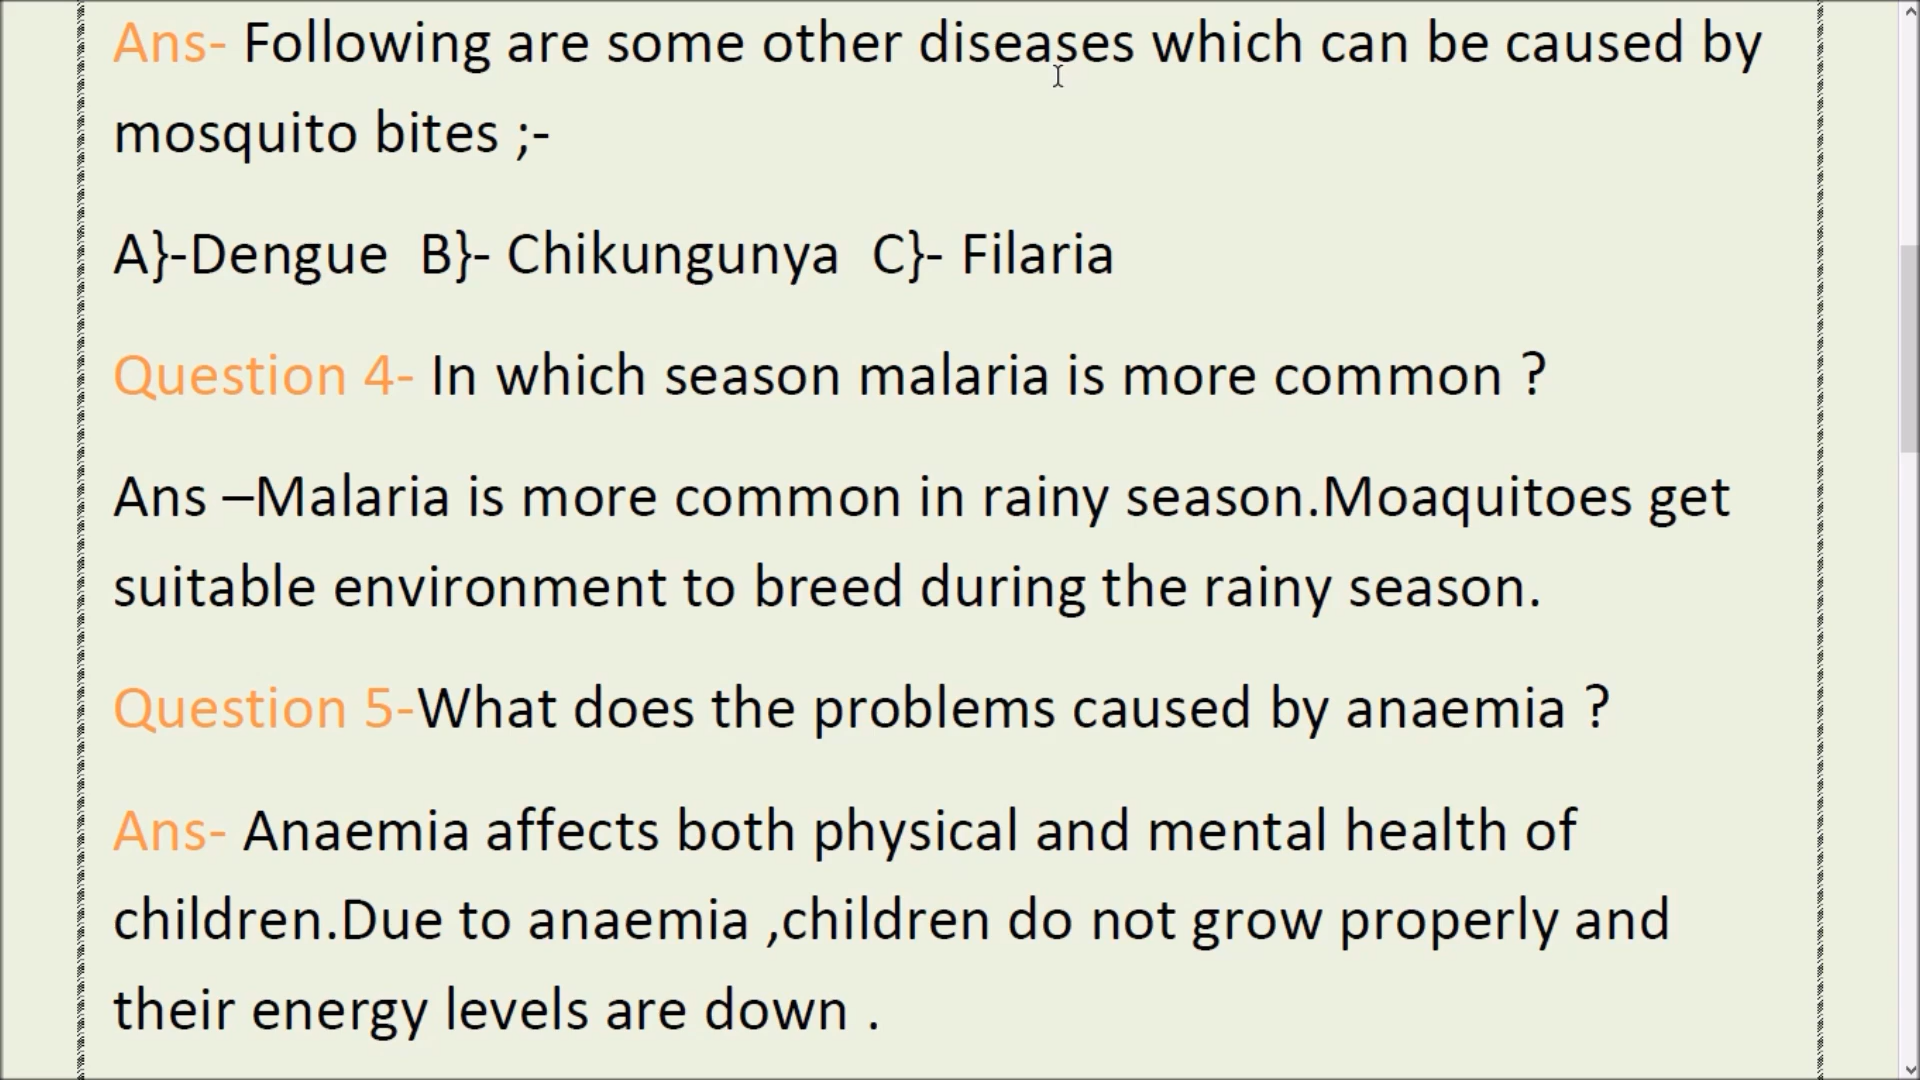 Ans- Following are some other diseases which can be caused by
mosquito bites ;-
A}-Dengue  B}- Chikungunya  C}- Filaria
Question 4- In which season malaria is more common ?
Ans –Malaria is more common in rainy season.Moaquitoes get
suitable environment to breed during the rainy season.
Question 5-What does the problems caused by anaemia ?
Ans- Anaemia affects both physical and mental health of
children.Due to anaemia ,children do not grow properly and
their energy levels are down .